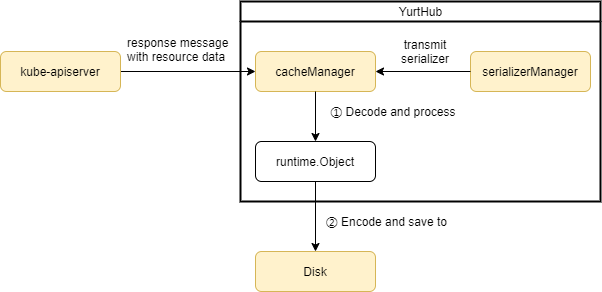 YurtHub
response message
with resource data
transmit
serializer
kube-apiserver
cacheManager
serializerManager
① Decode and process
runtime.Object
② Encode and save to
Disk